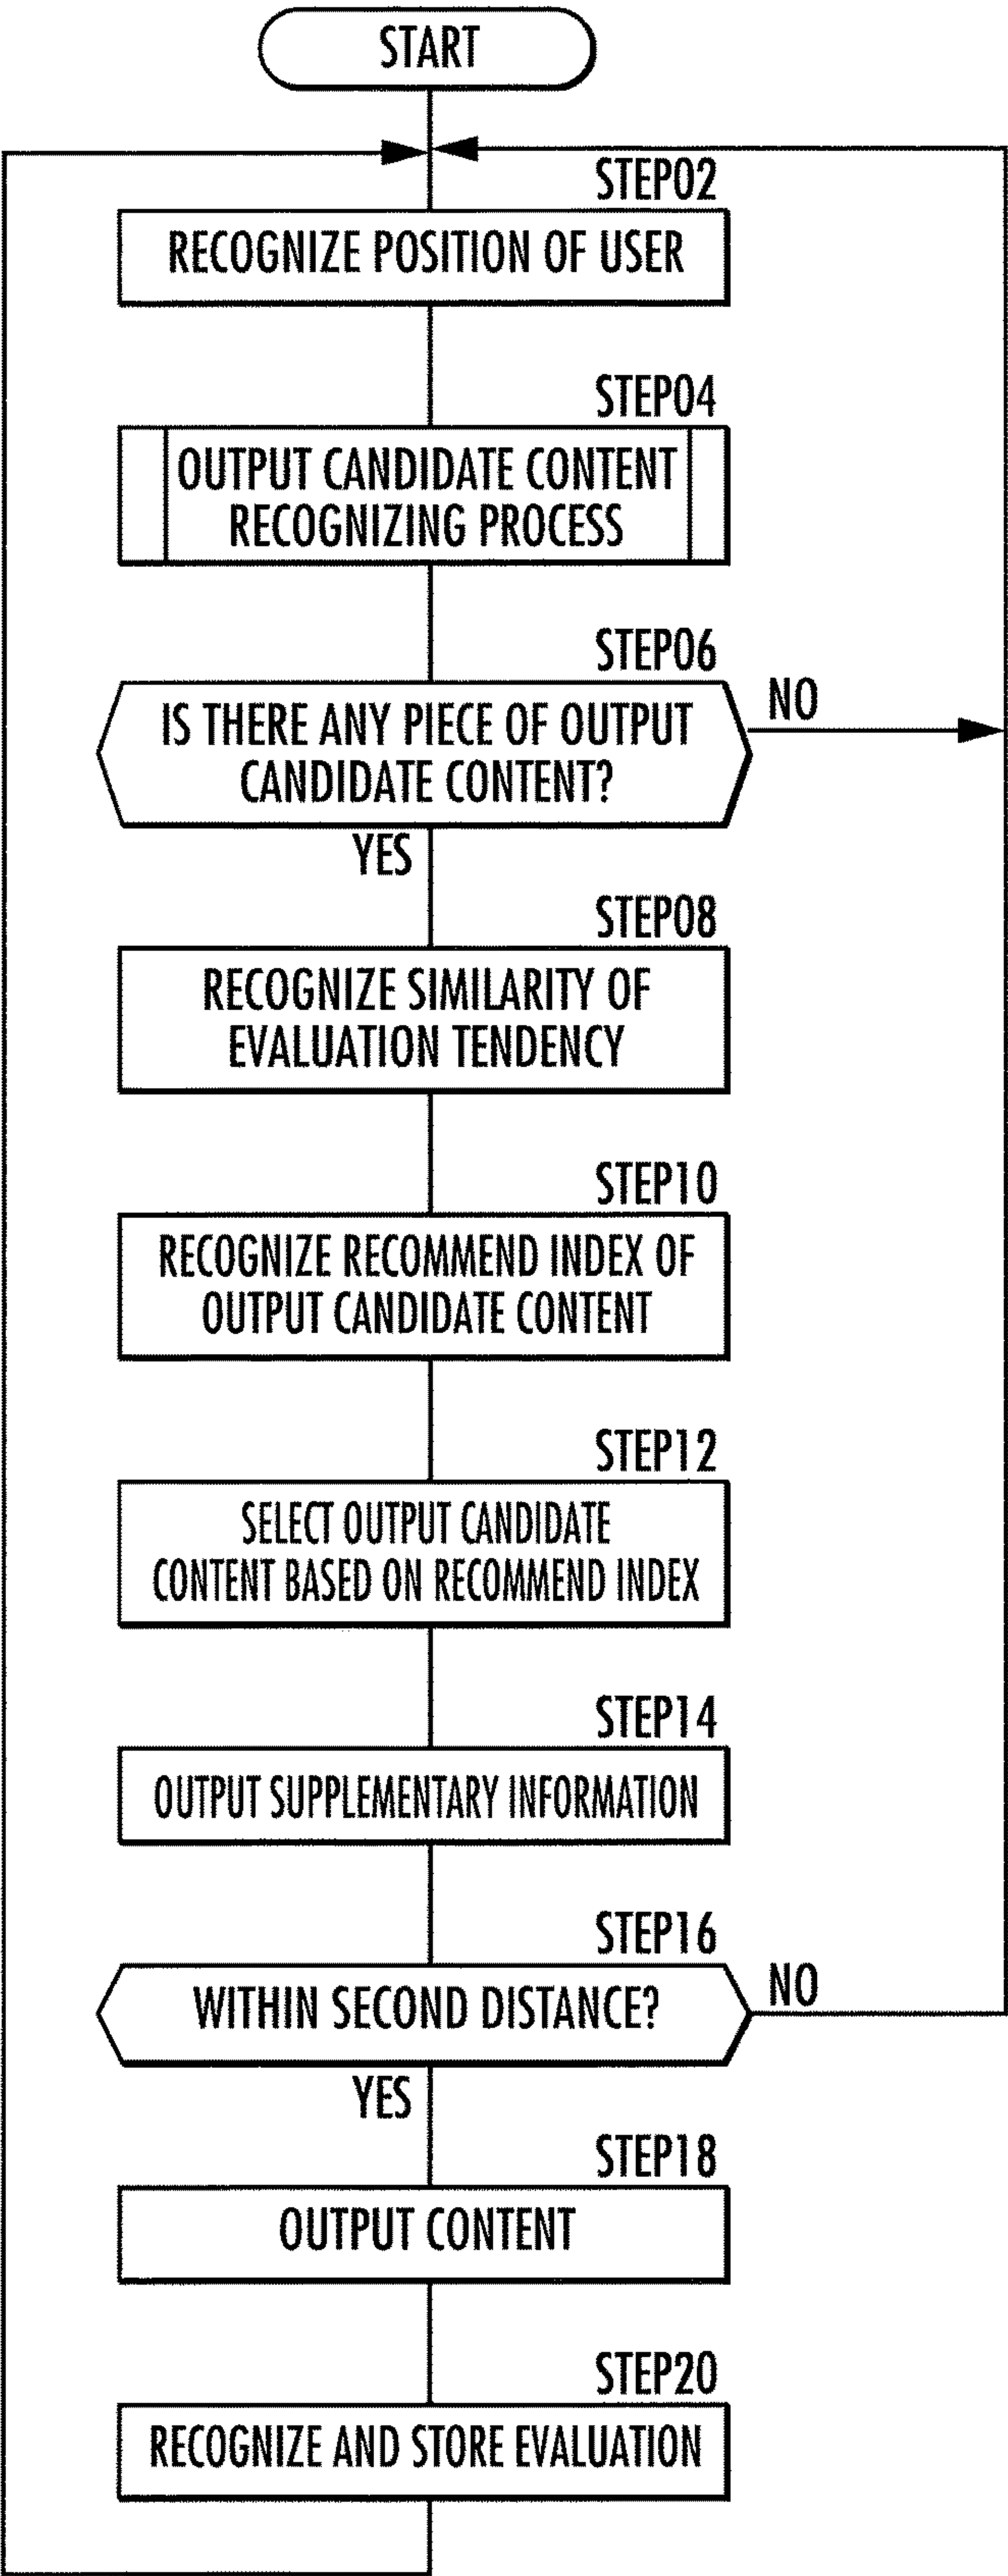 START
STEP02
RECOGNIZE POSITION OF USER
STEP04
OUTPUT CANDIDATE CONTENT
RECOGNIZING PROCESS
STEP06
IS THERE ANY PIECE OF OUTPUT
CANDIDATE CONTENT?
NO
YES
STEP08
RECOGNIZE SIMILARITY OF
EVALUATION TENDENCY
STEP10
RECOGNIZE RECOMMEND INDEX OF
OUTPUT CANDIDATE CONTENT
STEP12
SELECT OUTPUT CANDIDATE
CONTENT BASED ON RECOMMEND INDEX
STEP14
OUTPUT SUPPLEMENTARY INFORMATION
STEP16
WITHIN SECOND DISTANCE?
NO
YES
STEP18
OUTPUT CONTENT
STEP20
RECOGNIZE AND STORE EVALUATION